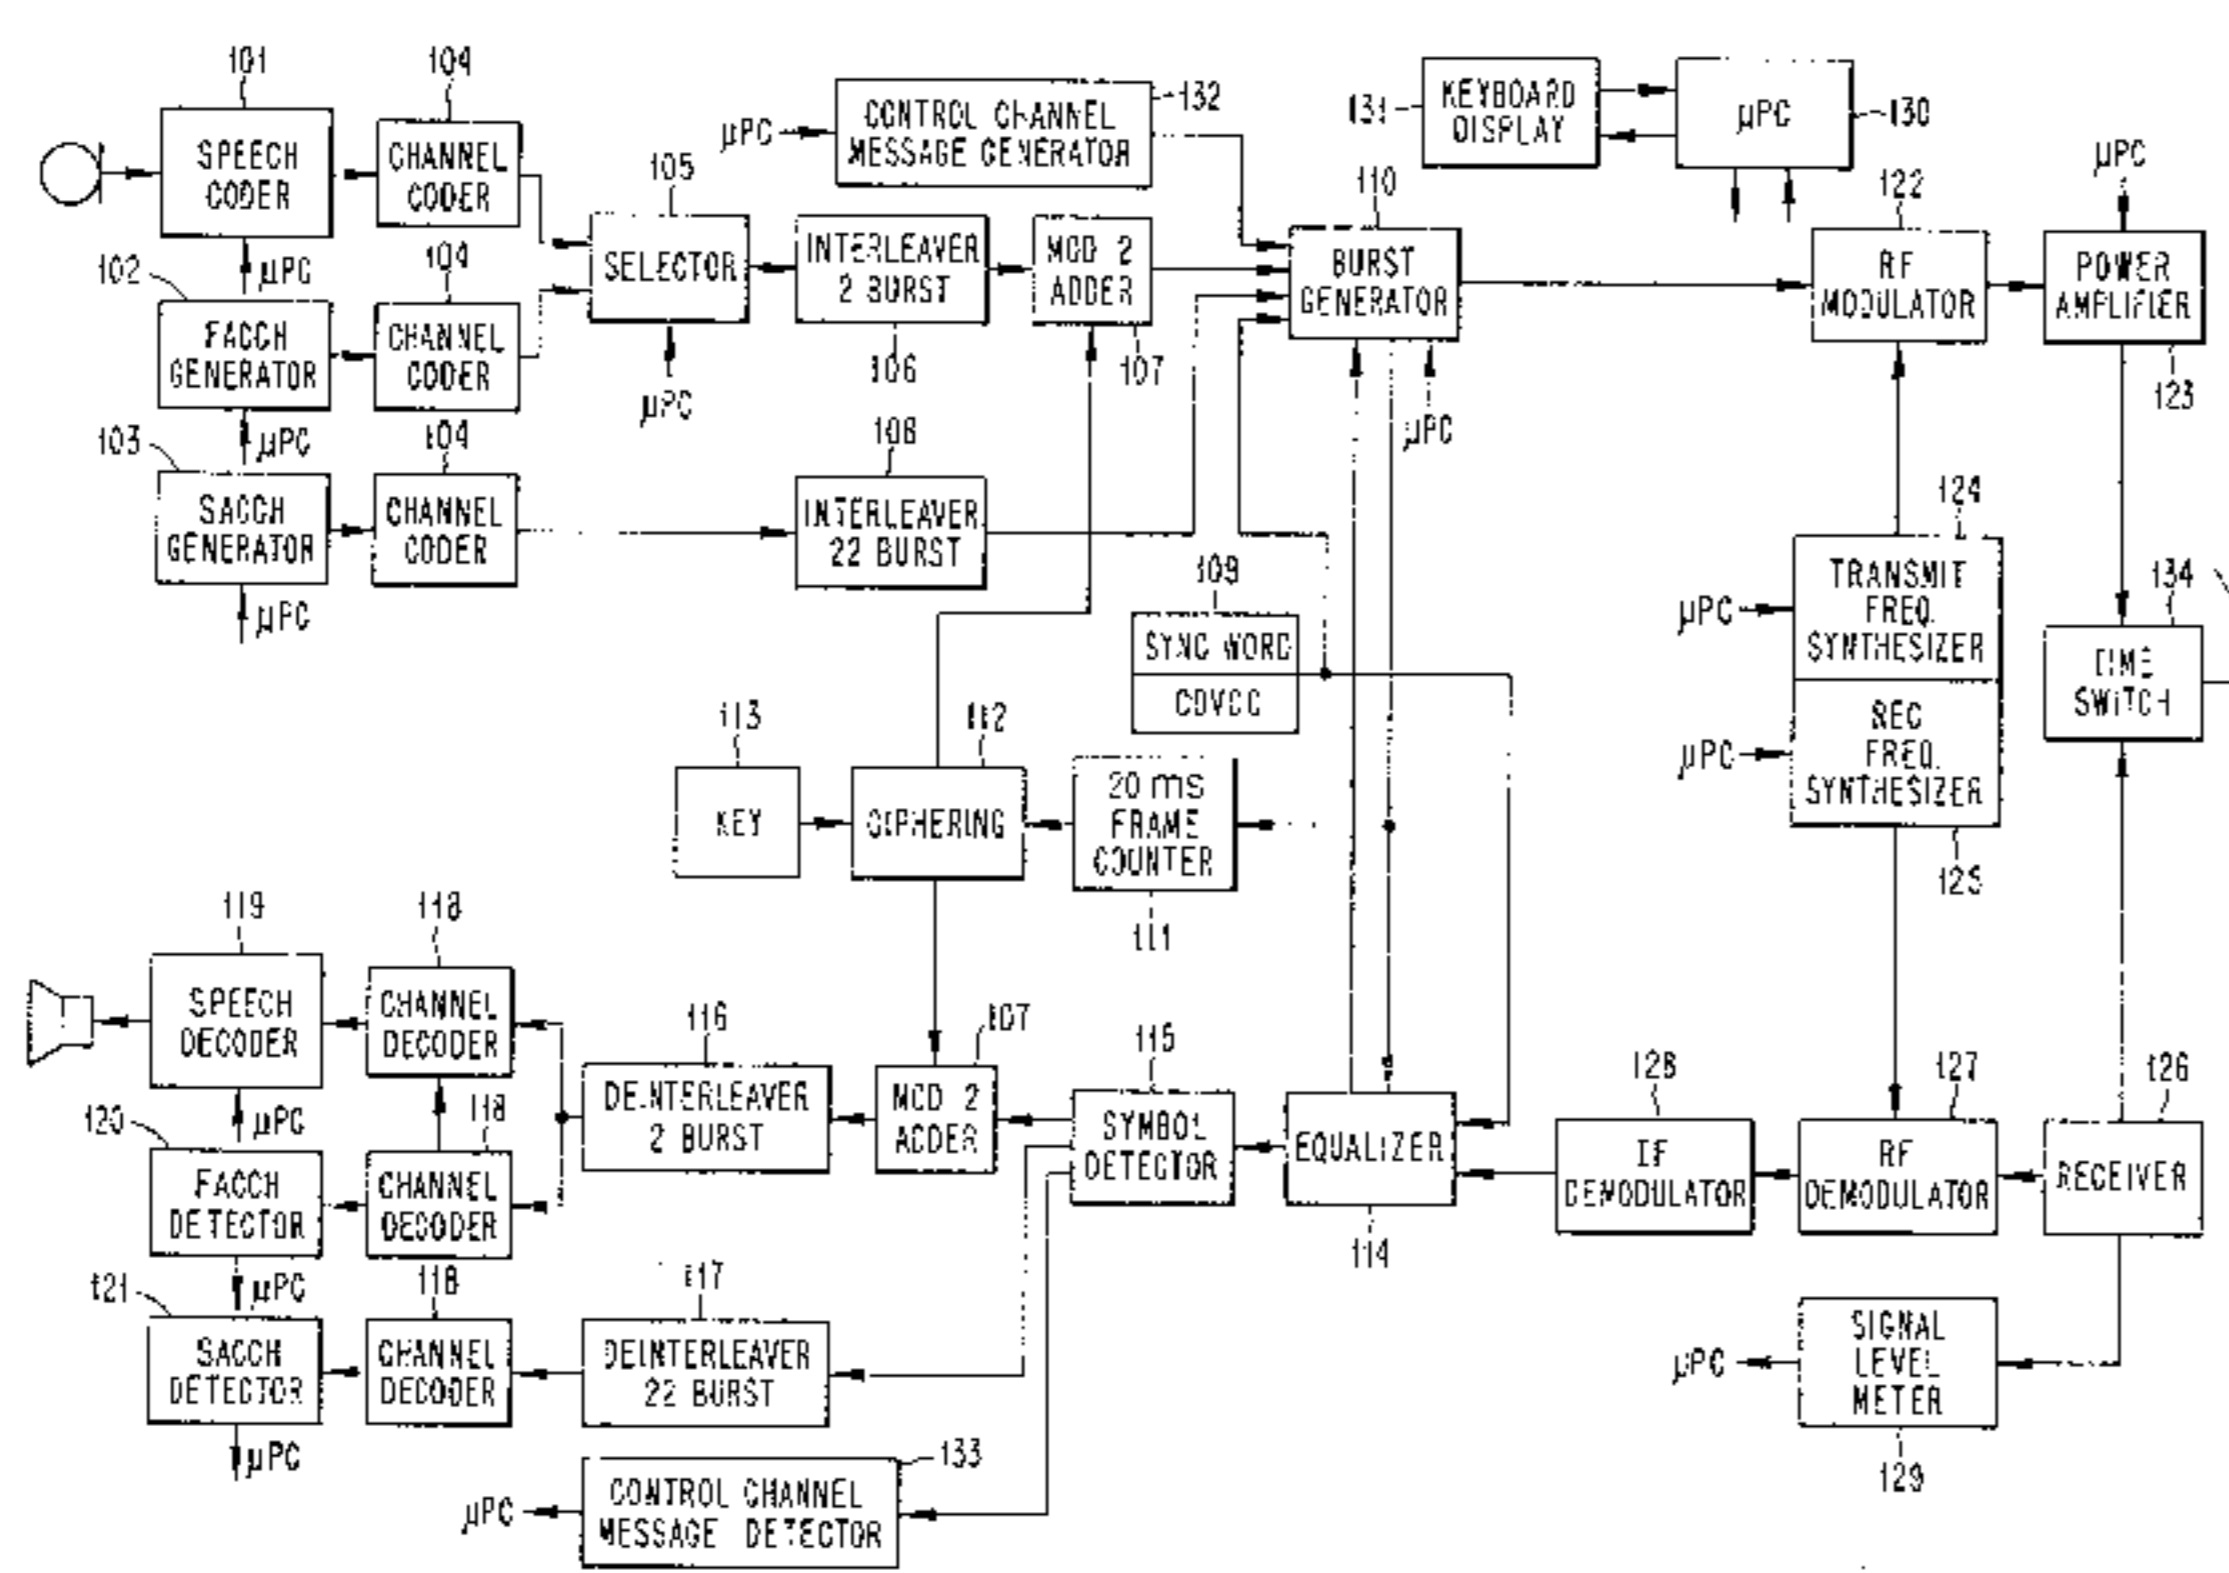 101
104
SPEECH
CODER
CHANNEL
CODER
μPC
102
104
FACCH
GENERATOR
CHANNEL
CODER
μPC
103
104
SACCH
GENERATOR
CHANNEL
CODER
μPC
105
SELECTOR
μPC
μPC
CONTROL CHANNEL
MESSAGE GENERATOR
132
INTERLEAVER
2 BURST
106
MOD 2
ADDER
107
108
INTERLEAVER
22 BURST
110
BURST
GENERATOR
μPC
131
KEYBOARD
DISPLAY
μPC
130
122
RF
MODULATOR
μPC
POWER
AMPLIFIER
123
109
SYNC WORD
CDVCC
124
μPC
TRANSMIT
FREQ.
SYNTHESIZER
μPC
REC
FREQ.
SYNTHESIZER
125
134
SWITCH
113
KEY
112
CIPHERING
20 ms
FRAME
COUNTER
111
119
118
SPEECH
DECODER
CHANNEL
DECODER
μPC
120
118
FACCH
DETECTOR
CHANNEL
DECODER
μPC
121
118
SACCH
DETECTOR
CHANNEL
DECODER
μPC
116
DEINTERLEAVER
2 BURST
107
MOD 2
ADDER
115
SYMBOL
DETECTOR
EQUALIZER
114
128
IF
DEMODULATOR
127
RF
DEMODULATOR
126
RECEIVER
117
DEINTERLEAVER
22 BURST
μPC
SIGNAL
LEVEL
METER
129
133
μPC
CONTROL CHANNEL
MESSAGE DETECTOR